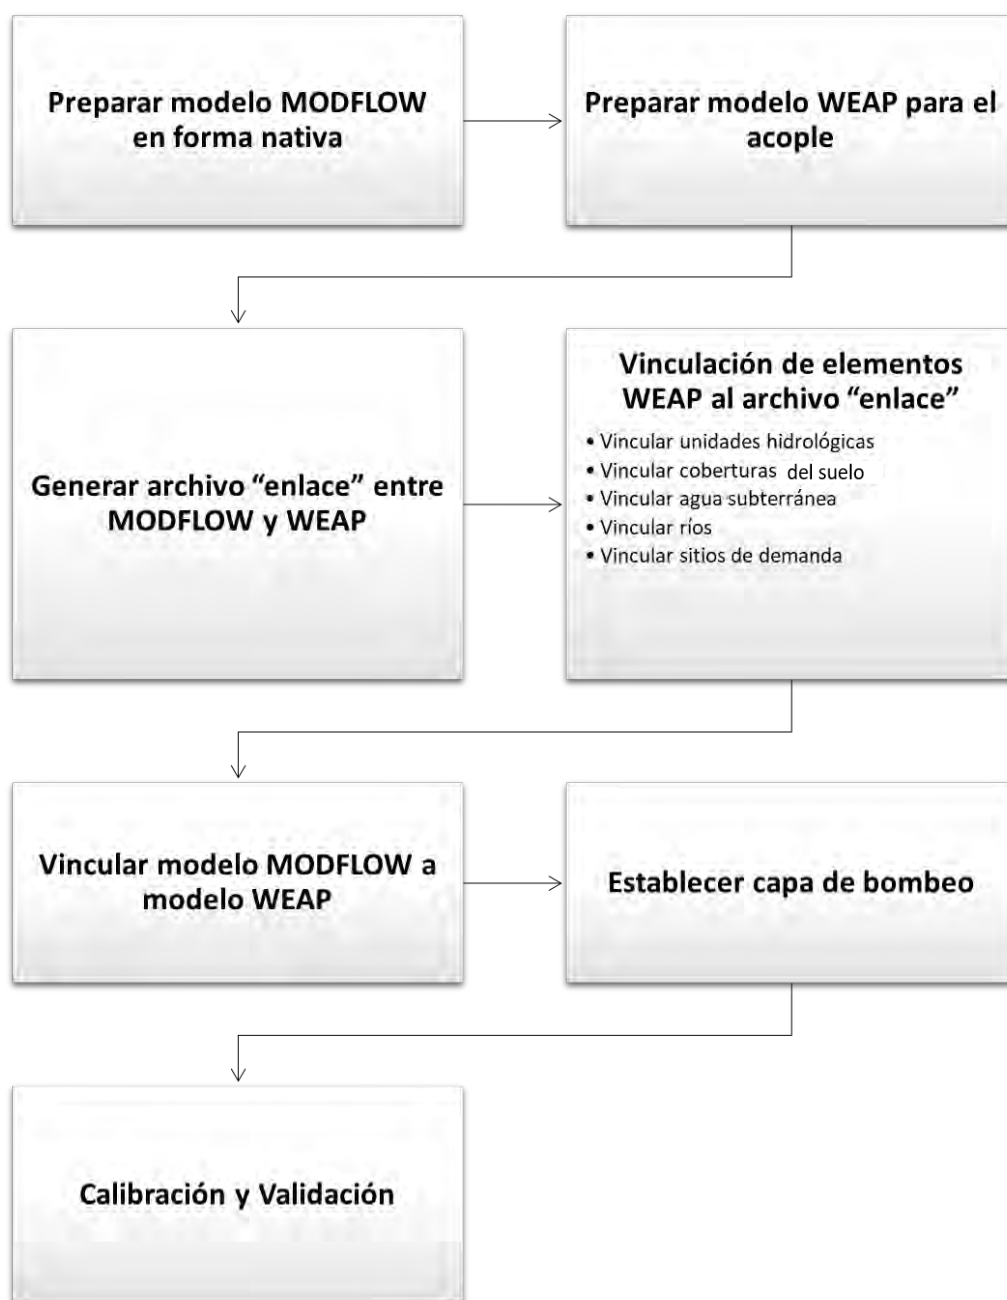 Preparar modelo MODFLOW
en forma nativa
Preparar modelo WEAP para el
acople
Generar archivo “enlace” entre
MODFLOW y WEAP
Vinculación de elementos
WEAP al archivo “enlace”
• Vincular unidades hidrológicas
• Vincular coberturas del suelo
• Vincular agua subterránea
• Vincular ríos
• Vincular sitios de demanda
Vincular modelo MODFLOW a
modelo WEAP
Establecer capa de bombeo
Calibración y Validación